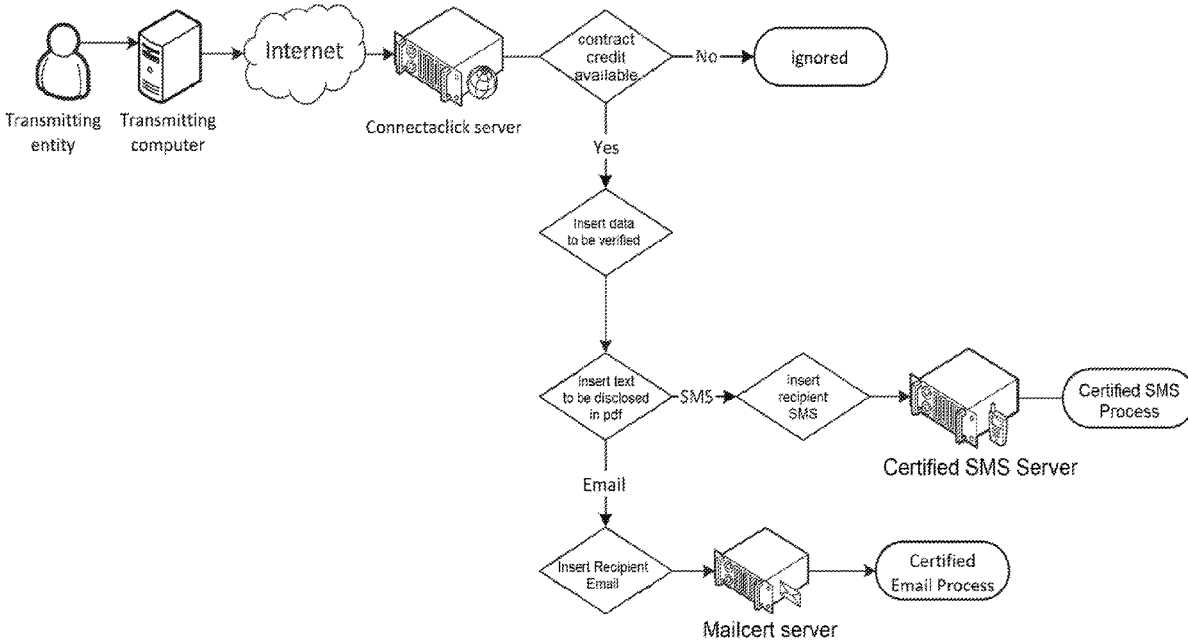 Internet
Transmitting
entity
Transmitting
computer
Connectaclick server
contract
credit
available
No
ignored
Yes
Insert data
to be verified
Insert text
to be disclosed
in pdf
SMS
insert
recipient
SMS
Certified SMS Server
Certified SMS
Process
Email
Insert Recipient
Email
Mailcert server
Certified
Email Process